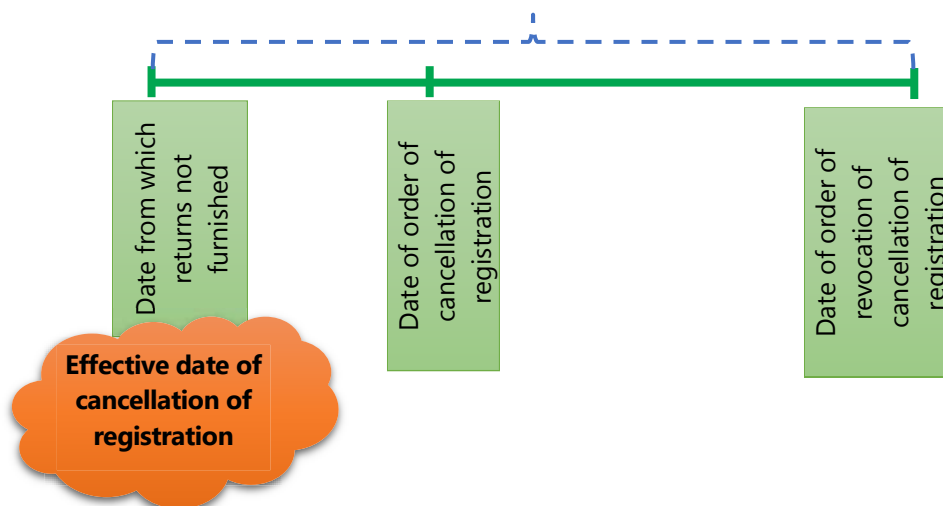 Date from which
returns not
furnished
Date of order of
cancellation of
registration
Date of order of
revocation of
cancellation of
registration
Effective date of
cancellation of
registration